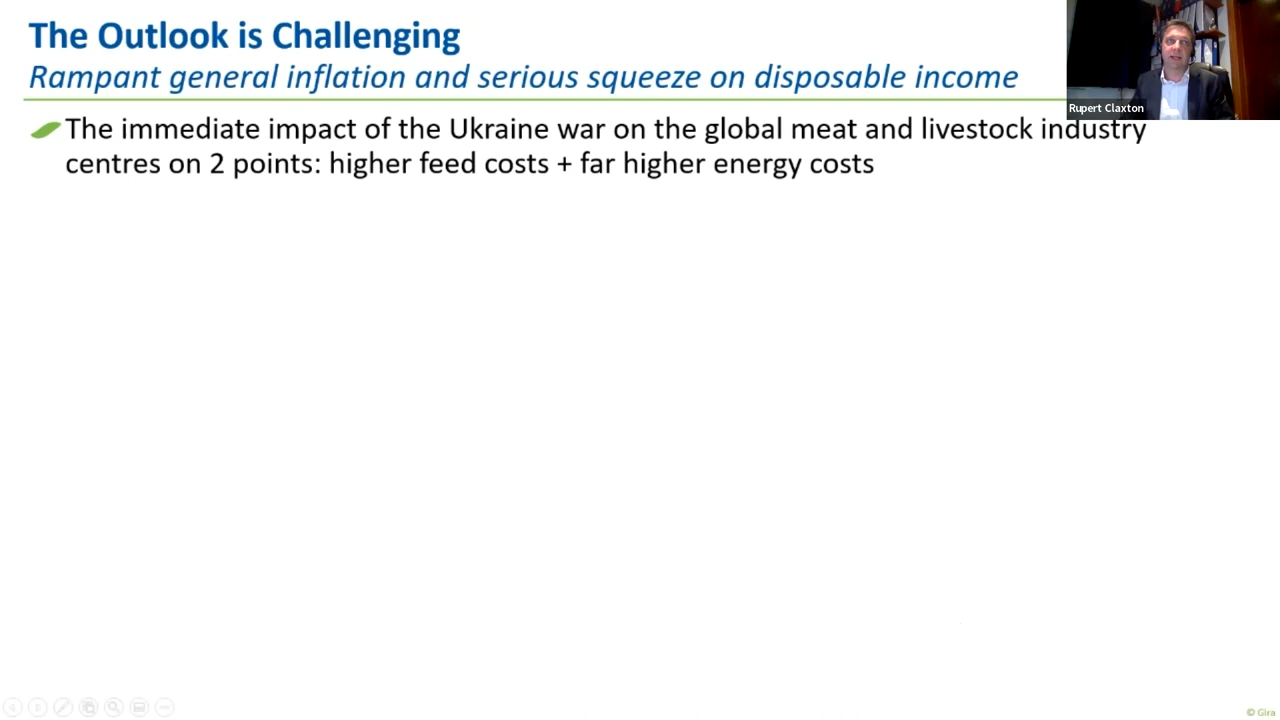 The Outlook is Challenging
Rampant general inflation and serious squeeze on disposable income
Rupert Claxton
The immediate impact of the Ukraine war on the global meat and livestock industry
centres on 2 points: higher feed costs + far higher energy costs
© Gira